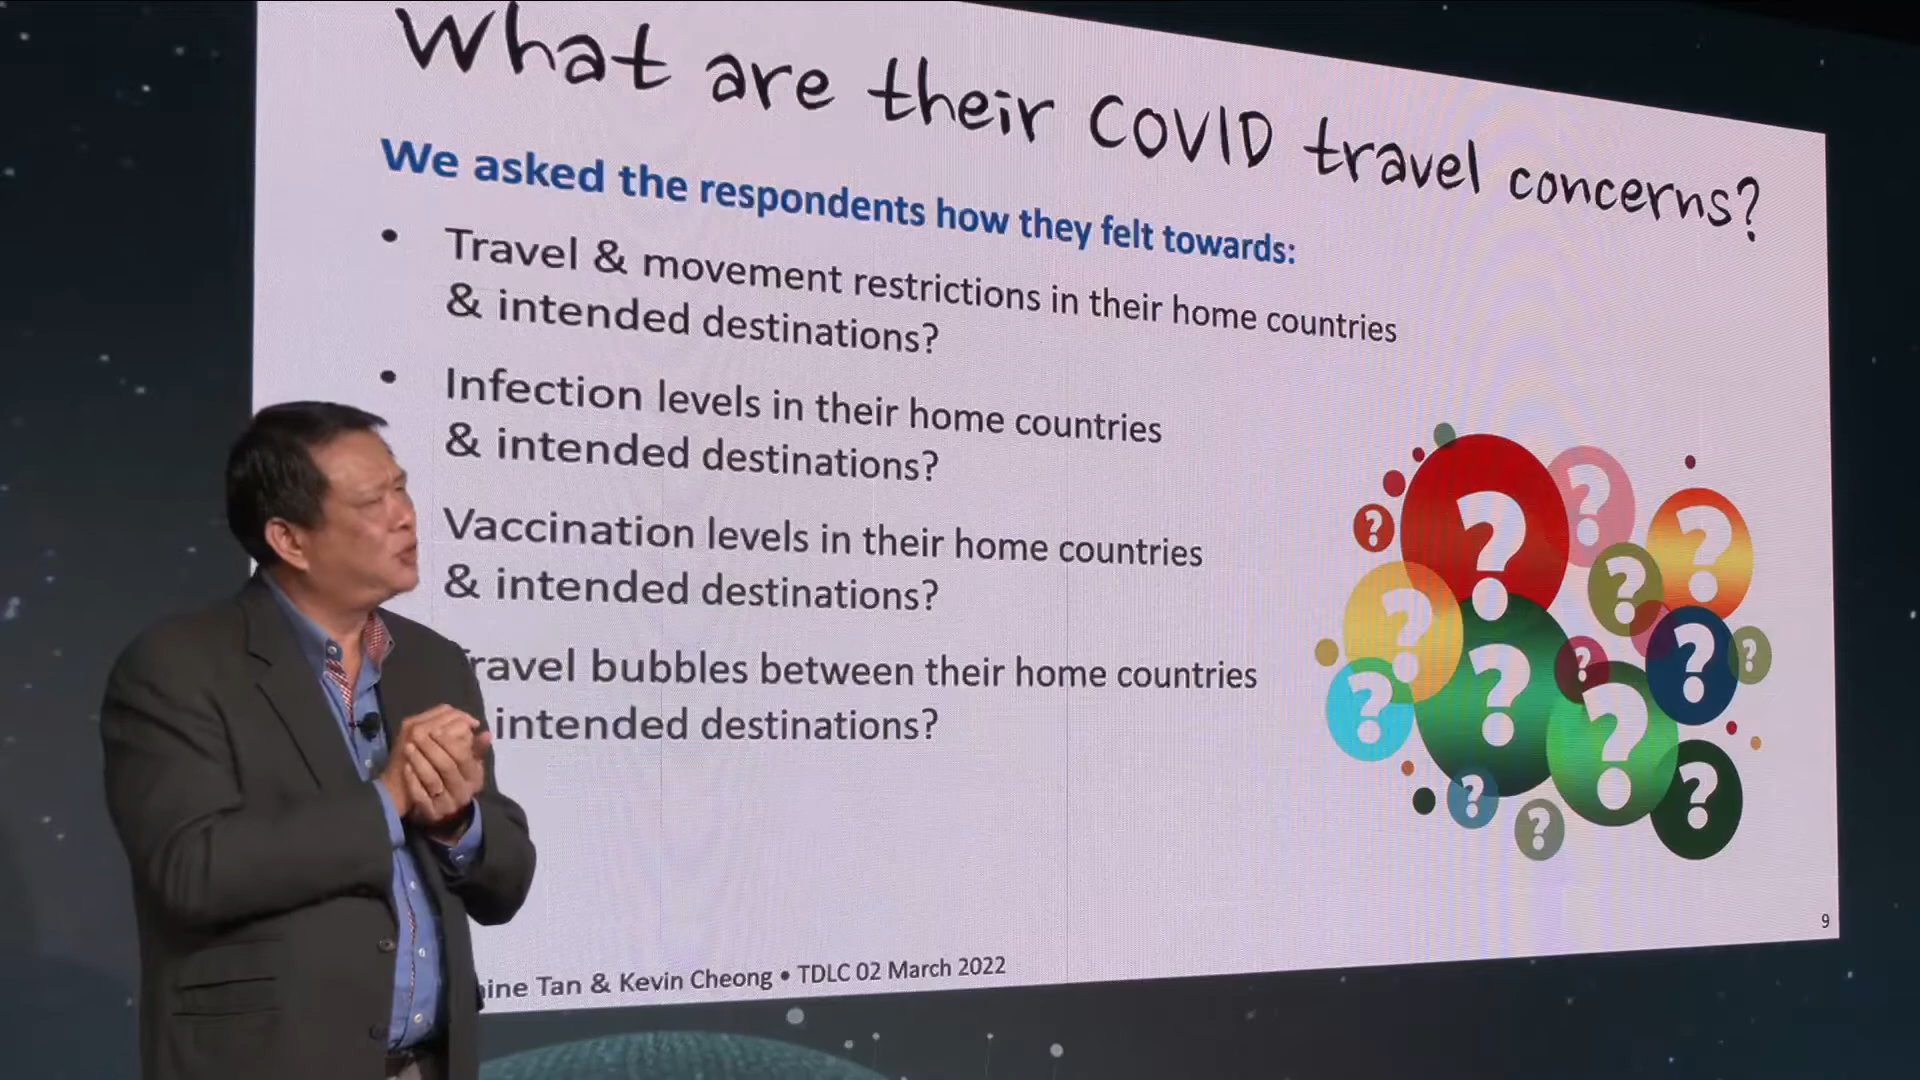 What are their COVID travel concerns?
We asked the respondents how they felt towards:
• Travel & movement restrictions in their home countries
& intended destinations?
• Infection levels in their home countries
& intended destinations?
Vaccination levels in their home countries
& intended destinations?
bubbles between their home countries
intended destinations?
Tan & Kevin Cheong • TDLC 02 March 2022
9